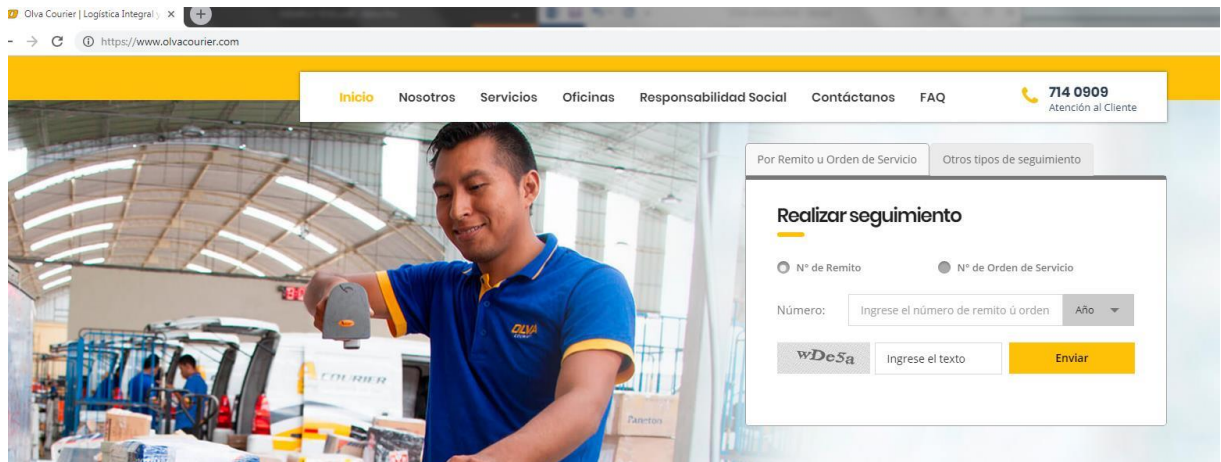 Olva Courier | Logística Integral y
https://www.olvacourier.com
Inicio Nosotros Servicios Oficinas Responsabilidad Social Contáctanos FAQ
714 0909
Atención al Cliente
Por Remito u Orden de Servicio Otros tipos de seguimiento
Realizar seguimiento
N° de Remito N° de Orden de Servicio
Número: Ingrese el número de remito ú orden Año
wDe5a Ingrese el texto Enviar
OLVA
COURIER
COURIER
Paneton